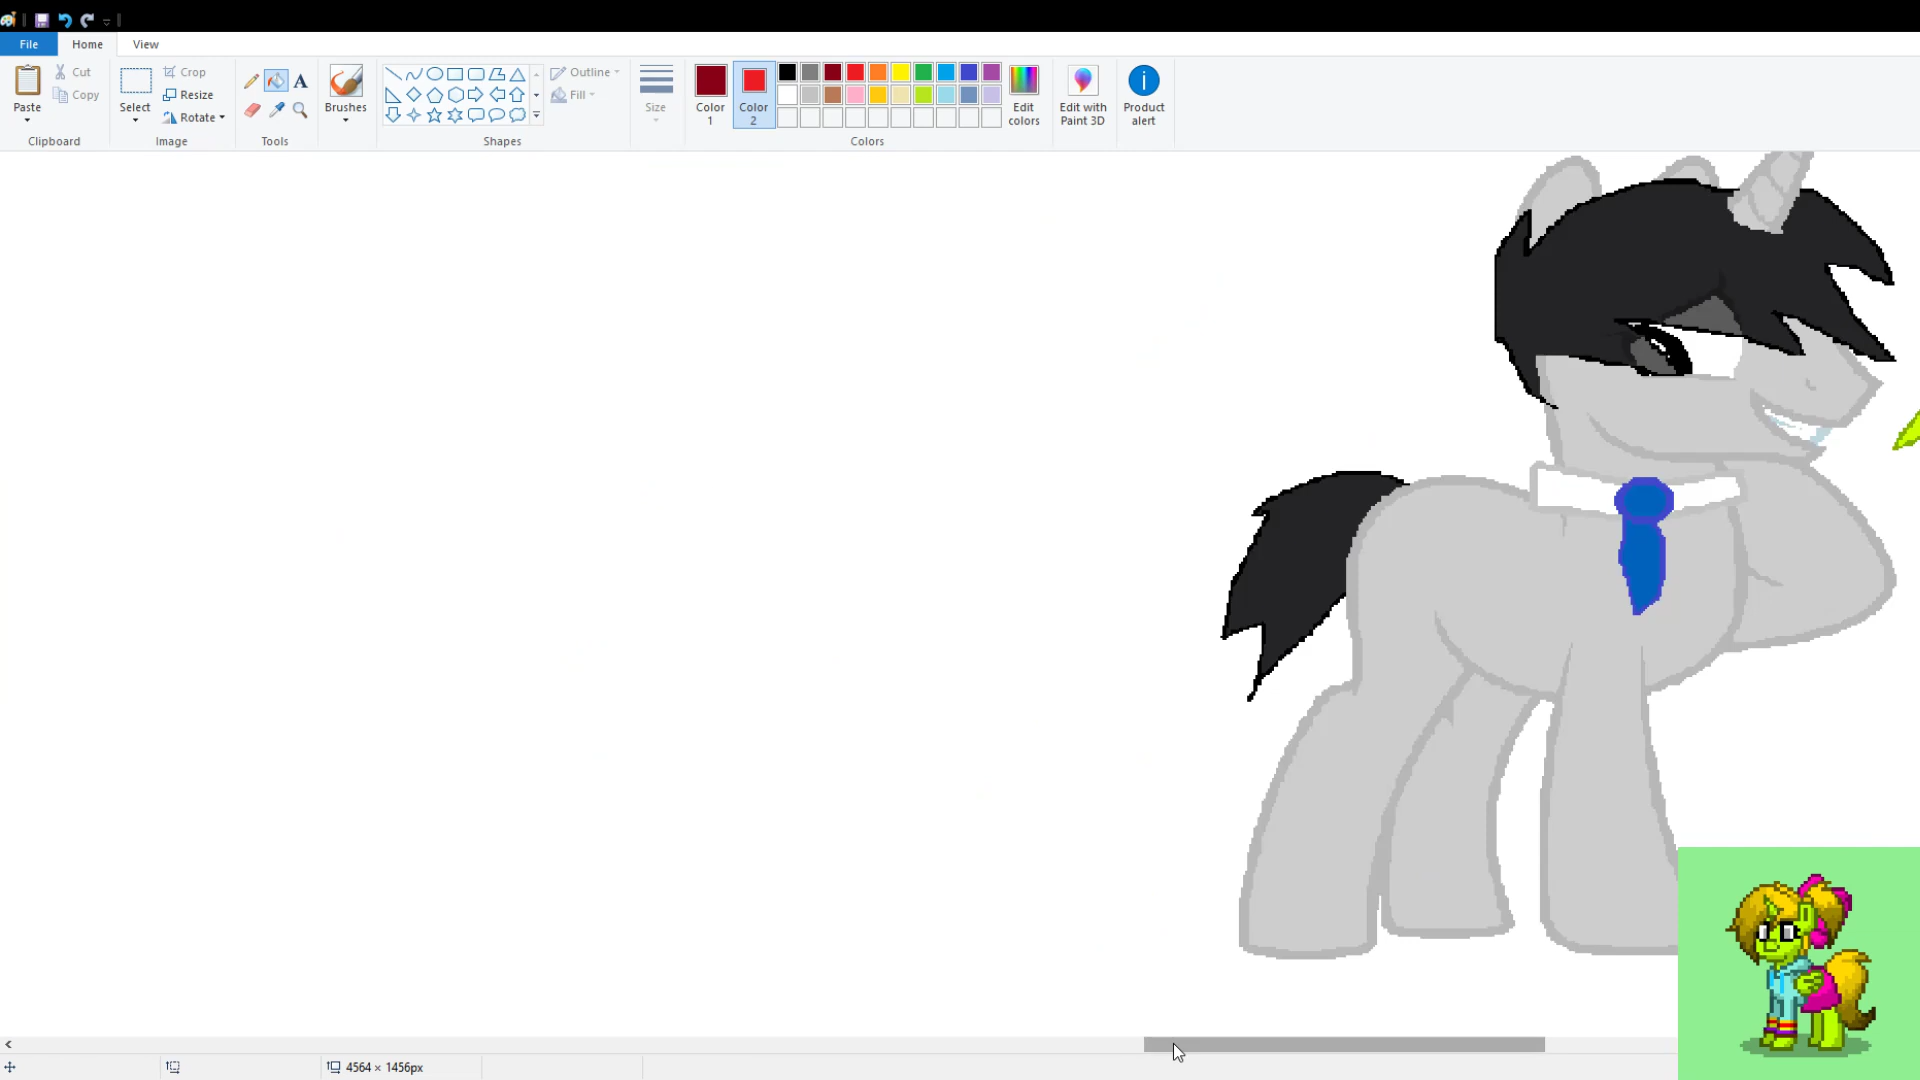 File Home View
Cut
Copy
Paste
Clipboard
Select
Crop
Resize
Rotate
Image
A
Tools
Brushes
Outline
Fill
Shapes
Size
Color
1
Color
2
Edit
colors
Colors
Edit with
Paint 3D
Product
alert
4564 × 1456px